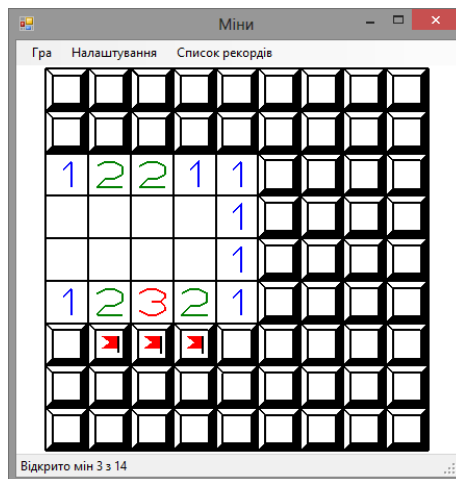 Міни
Гра Налаштування Список рекордів
1 2 2 1 1
1
1
1 2 3 2 1
Відкрито мін 3 з 14